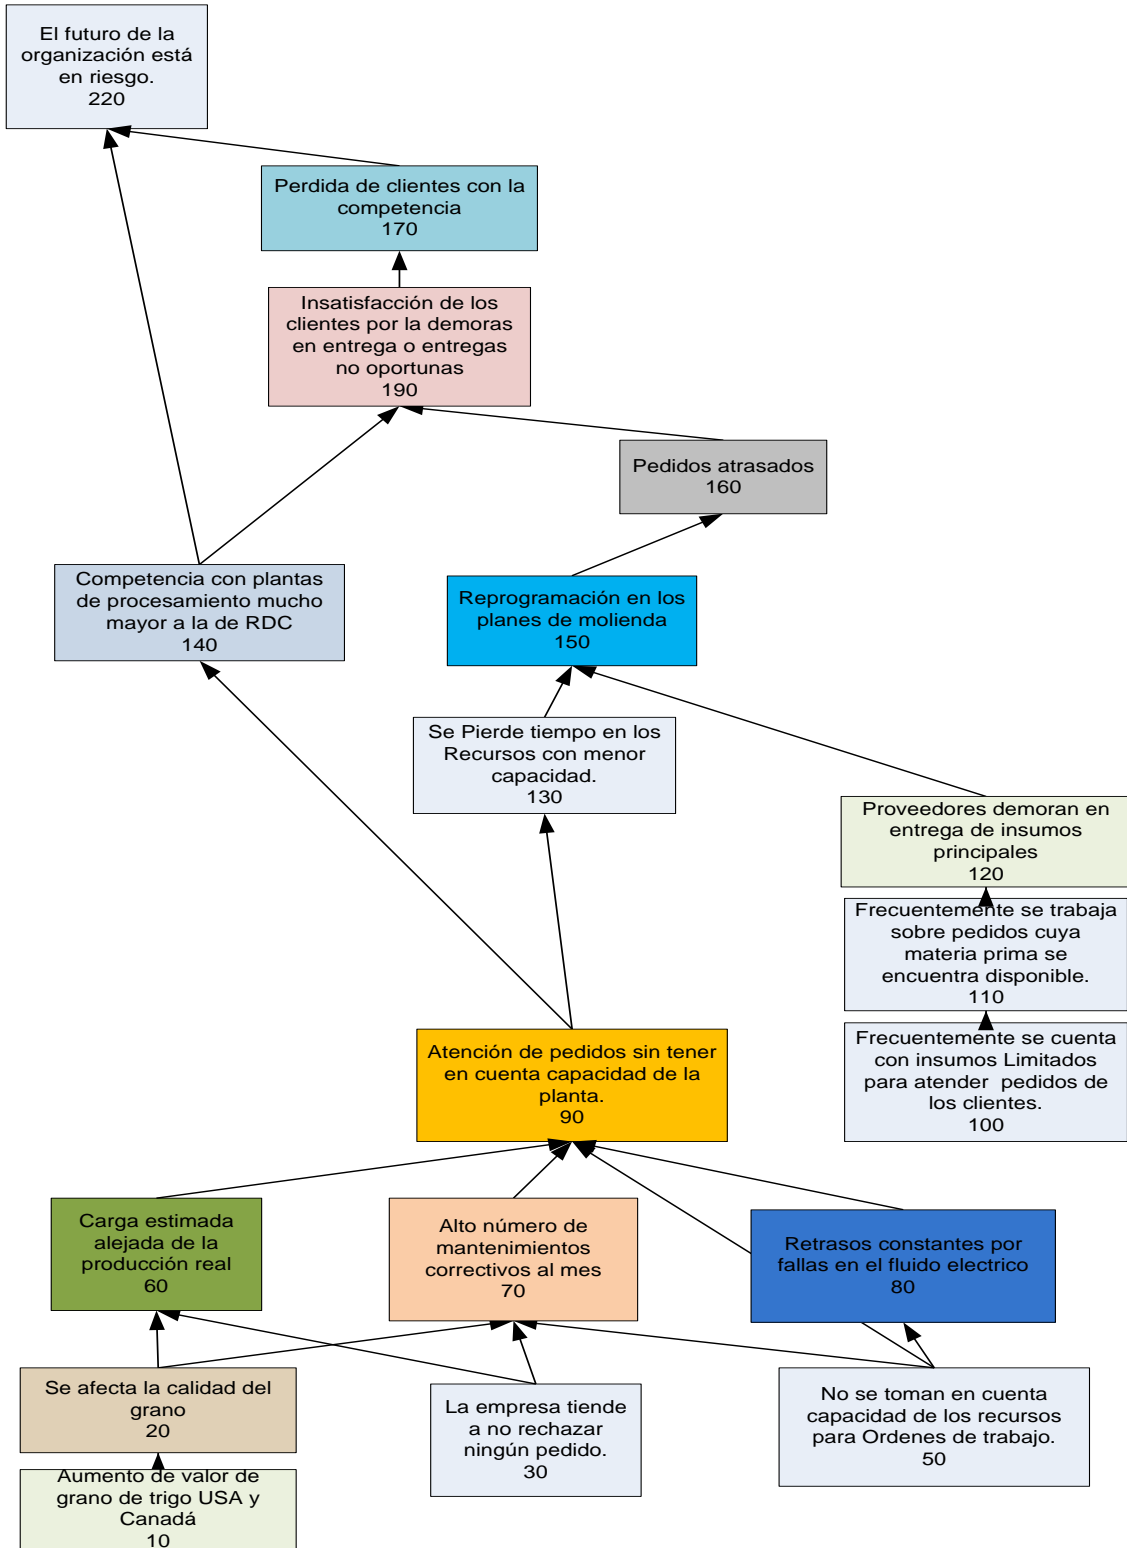 El futuro de la
organización está
en riesgo.
220
Perdida de clientes con la
competencia
170
Insatisfacción de los
clientes por la demoras
en entrega o entregas
no oportunas
190
Pedidos atrasados
160
Competencia con plantas
de procesamiento mucho
mayor a la de RDC
140
Reprogramación en los
planes de molienda
150
Se Pierde tiempo en los
Recursos con menor
capacidad.
130
Proveedores demoran en
entrega de insumos
principales
120
Frecuentemente se trabaja
sobre pedidos cuya
materia prima se
encuentra disponible.
110
Frecuentemente se cuenta
con insumos Limitados
para atender pedidos de
los clientes.
100
Atención de pedidos sin tener
en cuenta capacidad de la
planta.
90
Carga estimada
alejada de la
producción real
60
Alto número de
mantenimientos
correctivos al mes
70
Retrasos constantes por
fallas en el fluido electrico
80
Se afecta la calidad del
grano
20
La empresa tiende
a no rechazar
ningún pedido.
30
No se toman en cuenta
capacidad de los recursos
para Ordenes de trabajo.
50
Aumento de valor de
grano de trigo USA y
Canadá
10